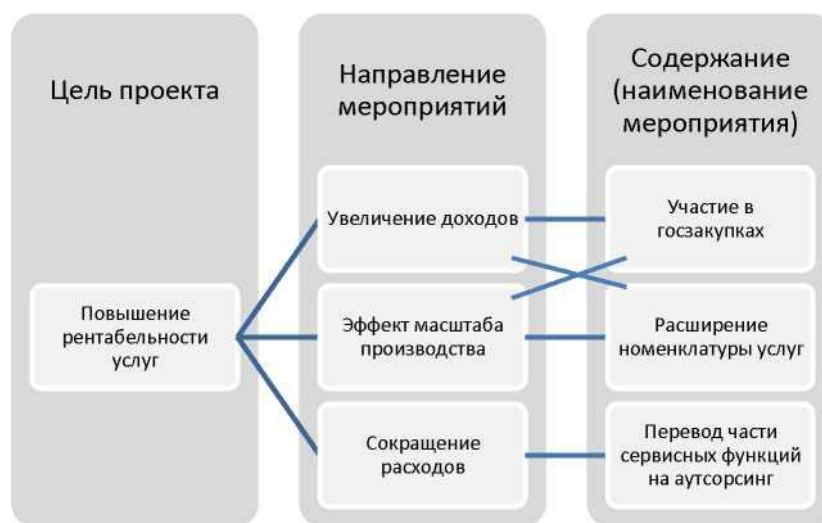 Цель проекта
Направление
мероприятий
Содержание
(наименование
мероприятия)
Повышение
рентабельности
услуг
Увеличение доходов
Эффект масштаба
производства
Сокращение
расходов
Участие в
госзакупках
Расширение
номенклатуры услуг
Перевод части
сервисных функций
на аутсорсинг